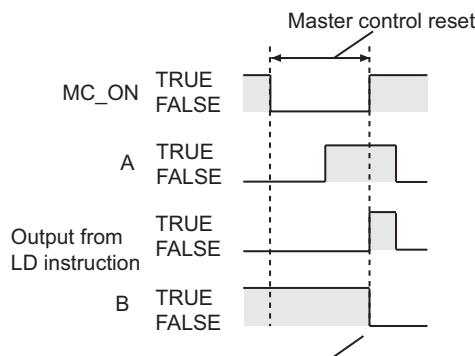 Master control reset
MC_ON
TRUE
FALSE
A
TRUE
FALSE
Output from
LD instruction
TRUE
FALSE
B
TRUE
FALSE